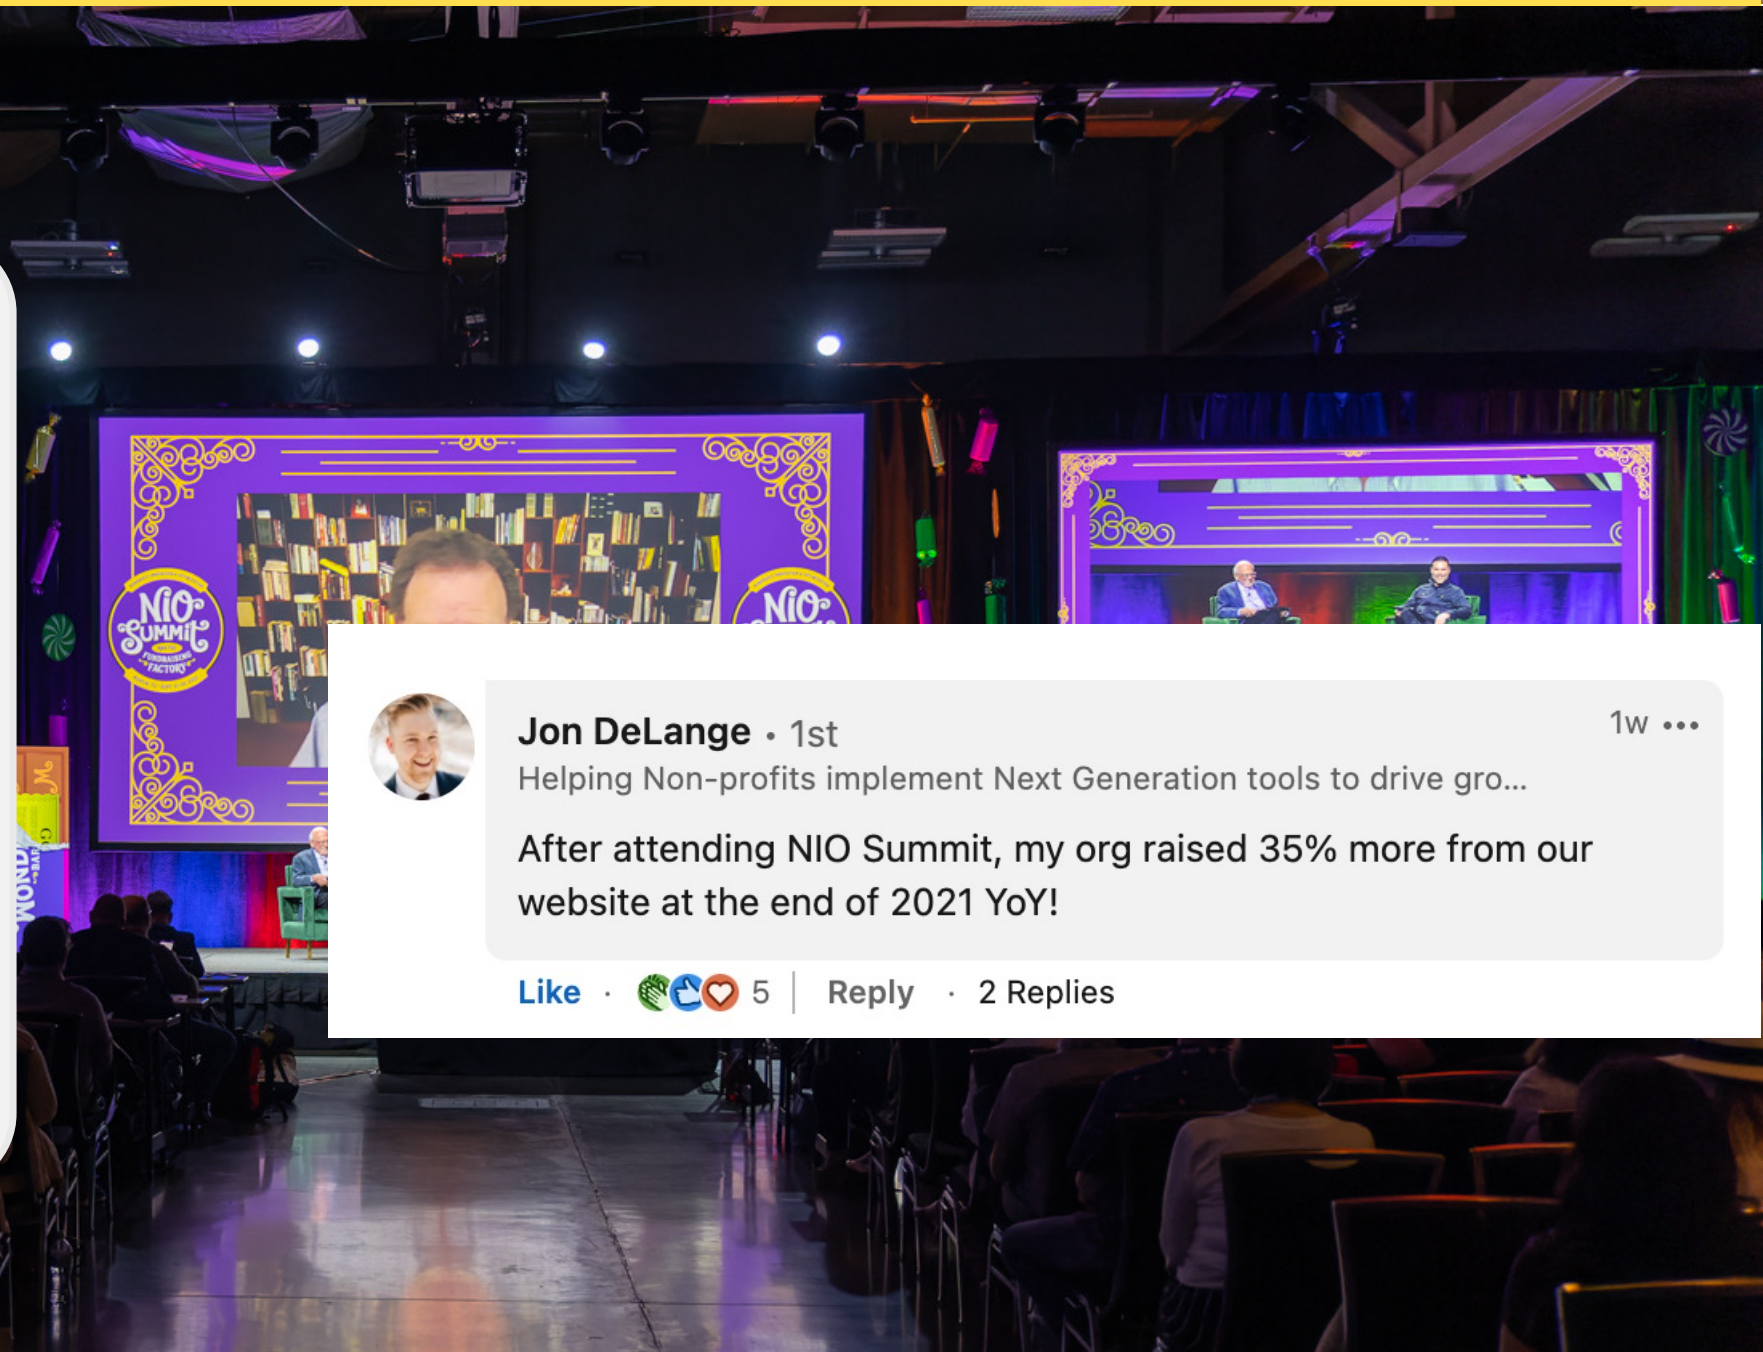 NiO
SUMMiT
FUNDRAISING
FACTORY
NiO
WOND
BAR
Jon DeLange • 1st
1w •••
Helping Non-profits implement Next Generation tools to drive gro...
After attending NIO Summit, my org raised 35% more from our
website at the end of 2021 YoY!
Like · 5 | Reply · 2 Replies